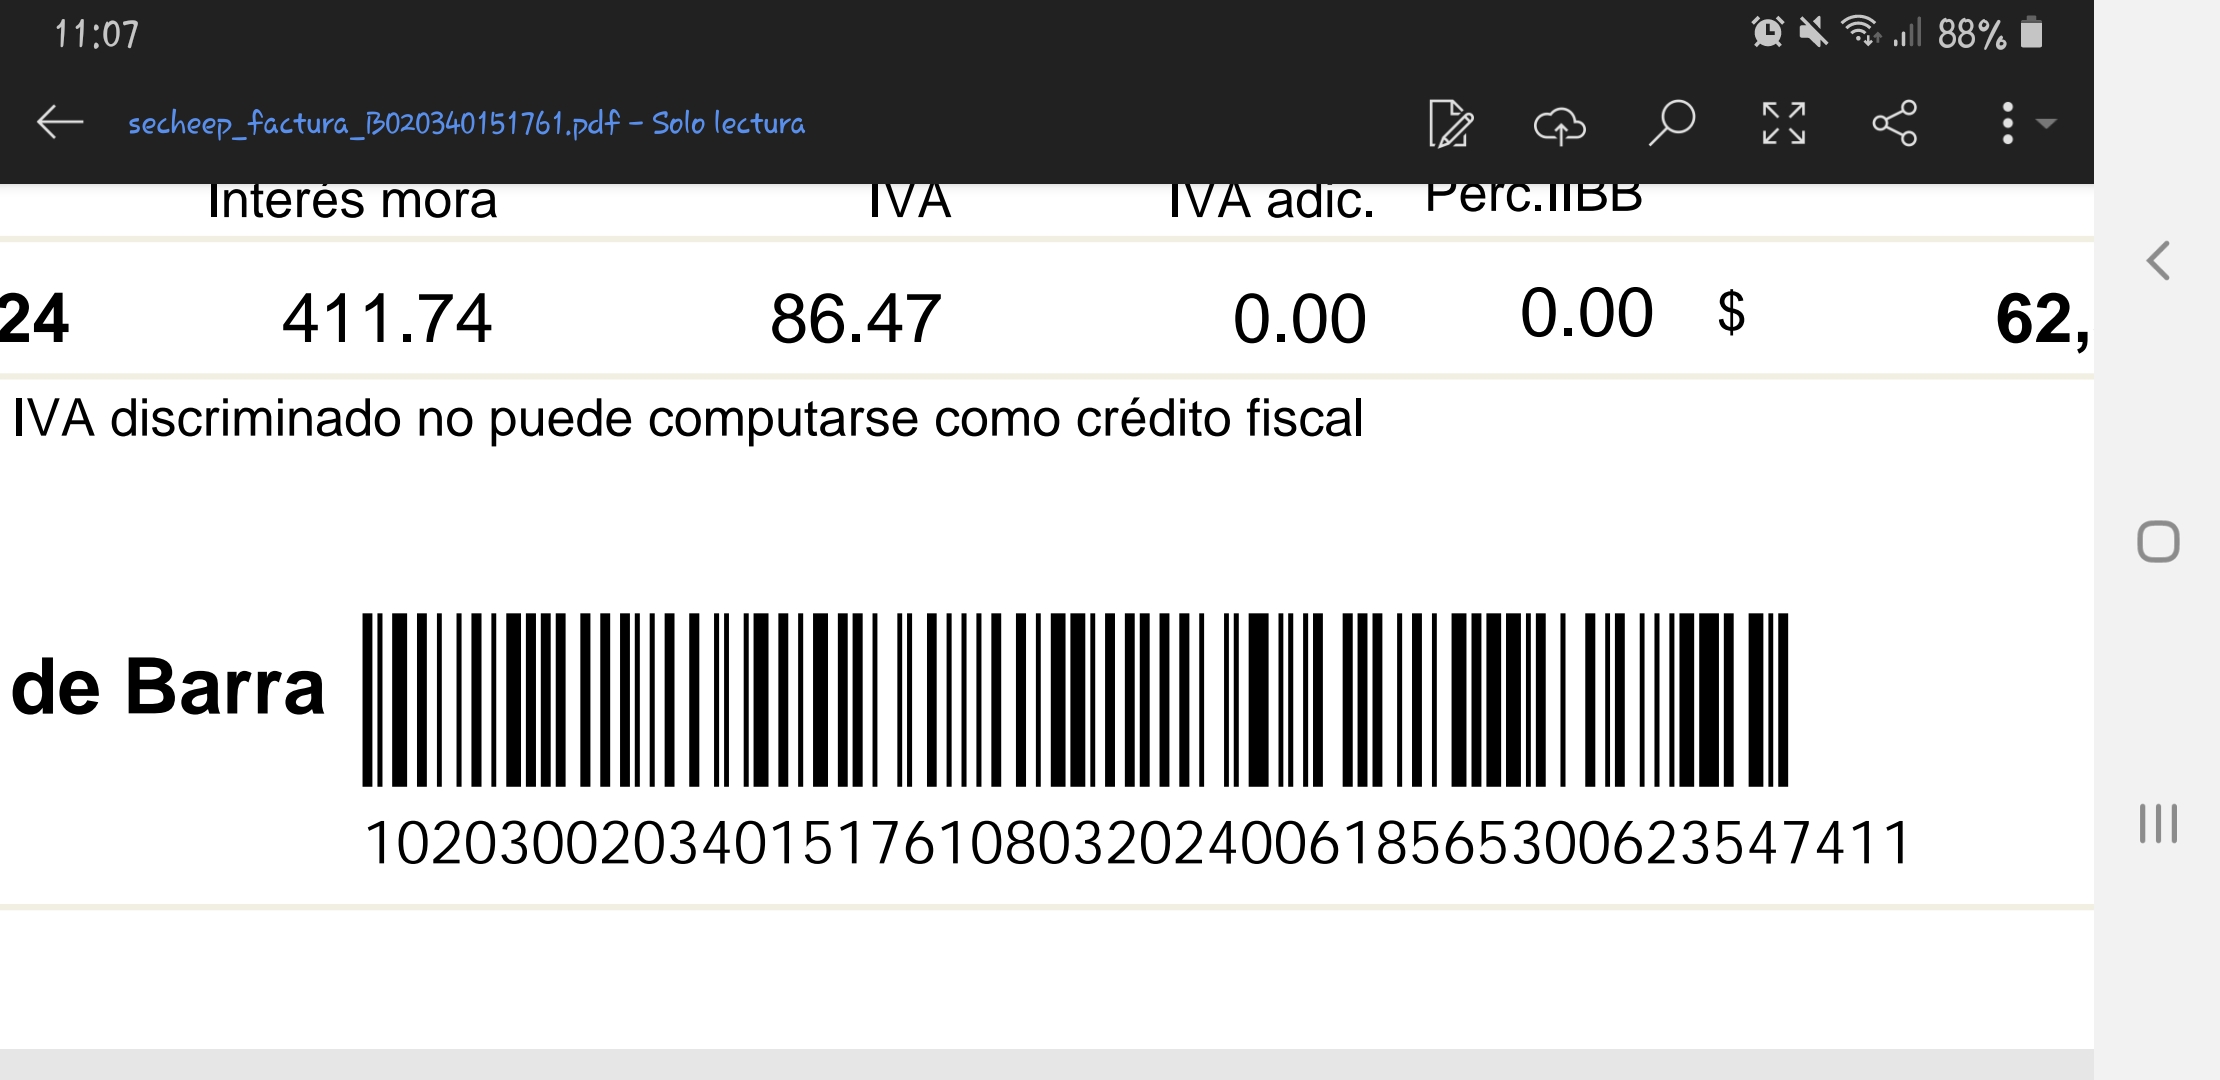 11:07
88%
secheep_factura_B020340151761.pdf – Solo lectura
Interés mora IVA IVA adic. Perc.IIBB
24 411.74 86.47 0.00 0.00 $ 62,
IVA discriminado no puede computarse como crédito fiscal
de Barra
1020300203401517610803202400618565300623547411